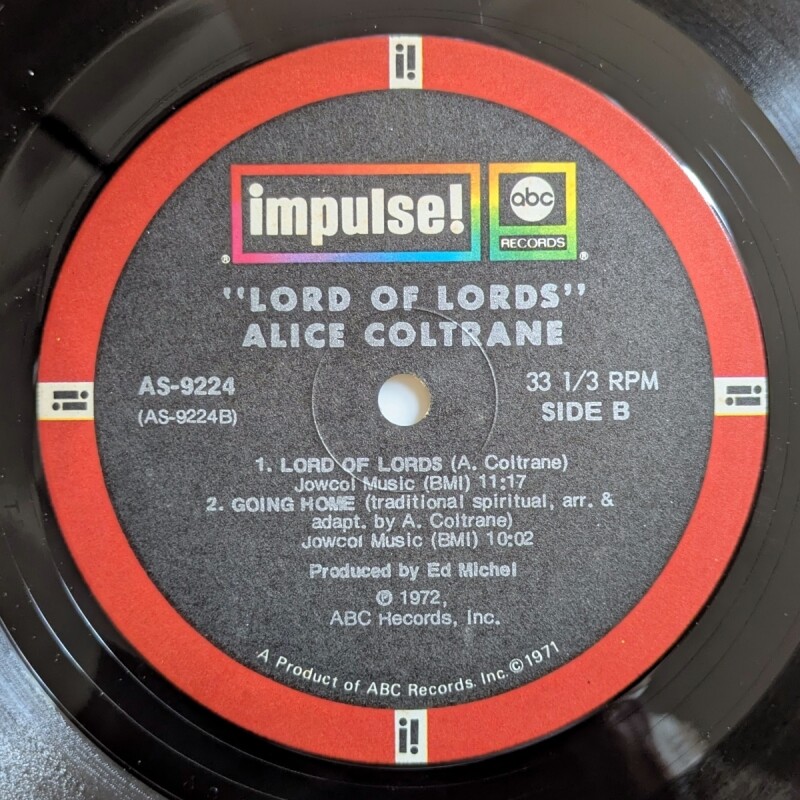 i!
impulse! abc
RECORDS
® ®
"LORD OF LORDS"
ALICE COLTRANE
AS-9224 33 1/3 RPM
(AS-9224B) SIDE B
i! i!
1. LORD OF LORDS (A. Coltrane)
Jowcol Music (BMI) 11:17
2. GOING HOME (traditional spiritual, arr. &
adapt. by A. Coltrane)
Jowcol Music (BMI) 10:02
Produced by Ed Michel
℗ 1972,
ABC Records, Inc.
A Product of ABC Records, Inc. © 1971
i!